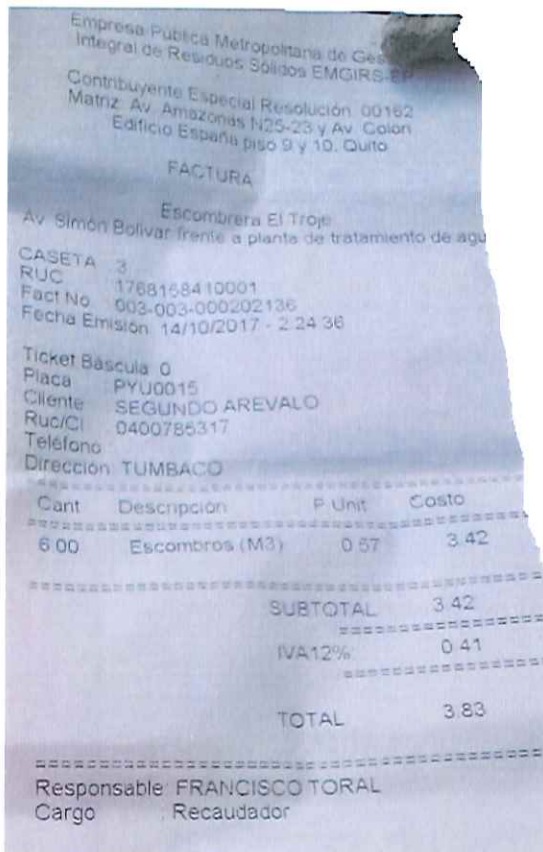 Empresa Pública Metropolitana de Ges
Integral de Residuos Sólidos EMGIRS-EP
Contribuyente Especial Resolución: 00162
Matriz: Av. Amazonas N25-23 y Av. Colon
Edificio España piso 9 y 10, Quito
FACTURA
Escombrera El Troje
Av. Simón Bolivar frente a planta de tratamiento de agu
CASETA 3
RUC 1768158410001
Fact No. 003-003-000202136
Fecha Emisión: 14/10/2017 - 2:24:36
Ticket Báscula: 0
Placa PYU0015
Cliente SEGUNDO AREVALO
Ruc/CI 0400785317
Teléfono
Dirección: TUMBACO
Cant Descripción P.Unit Costo
6.00 Escombros (M3) 0.57 3.42
SUBTOTAL 3.42
IVA12%: 0.41
TOTAL 3.83
Responsable: FRANCISCO TORAL
Cargo : Recaudador